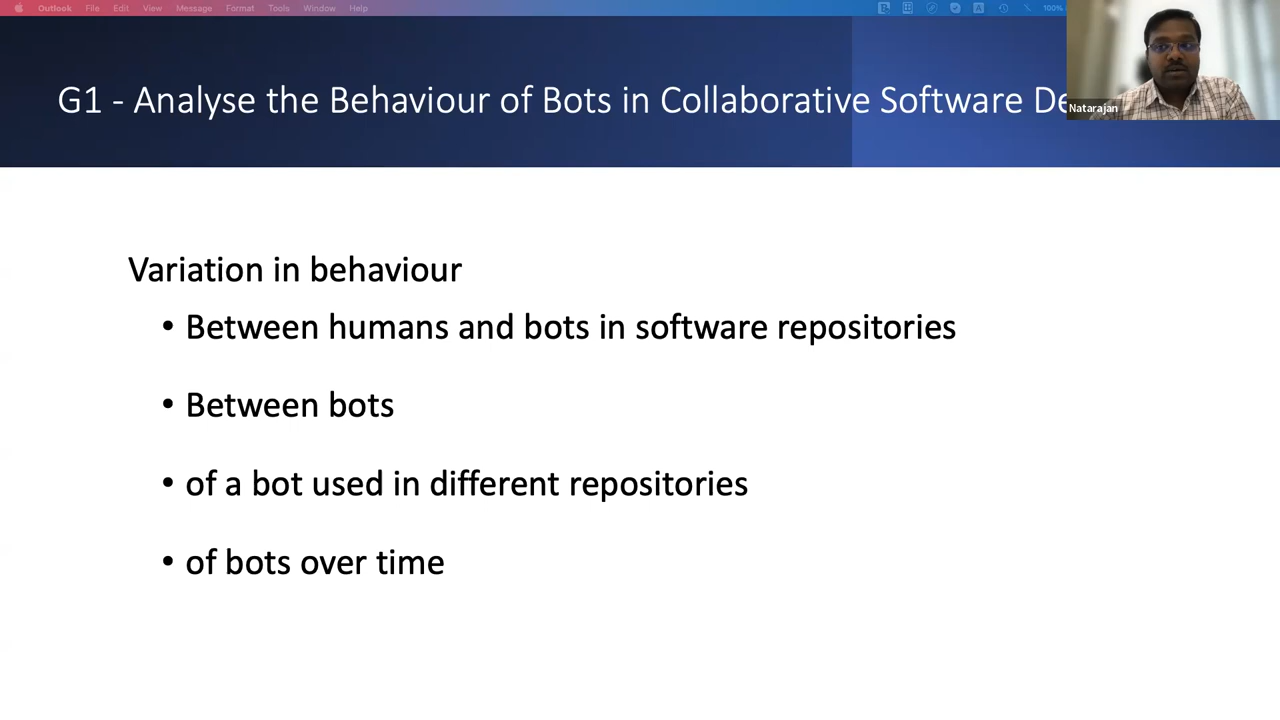 Outlook File Edit View Message Format Tools Window Help 100%
G1 - Analyse the Behaviour of Bots in Collaborative Software De
Natarajan
Variation in behaviour
• Between humans and bots in software repositories
• Between bots
• of a bot used in different repositories
• of bots over time